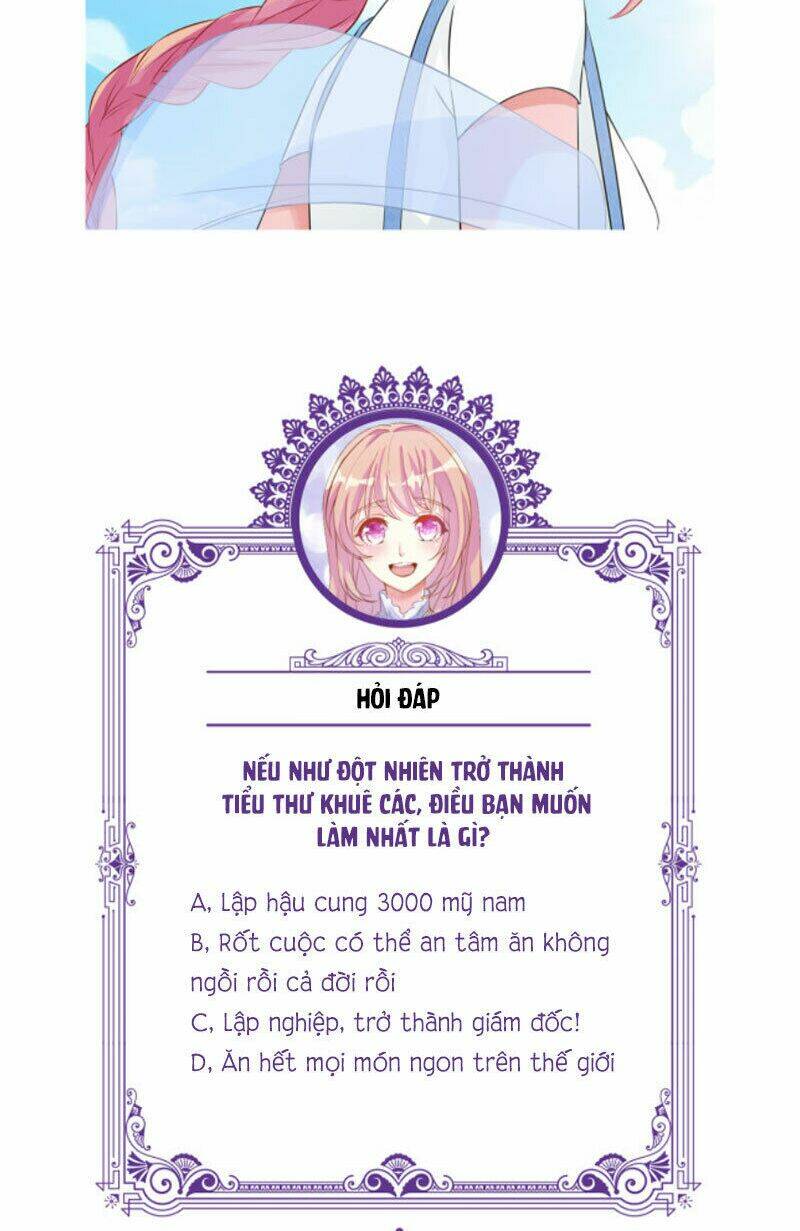 HỎI ĐÁP
NẾU NHƯ ĐỘT NHIÊN TRỞ THÀNH
TIỂU THƯ KHUÊ CÁC, ĐIỀU BẠN MUỐN
LÀM NHẤT LÀ GÌ?
A, Lập hậu cung 3000 mỹ nam
B, Rốt cuộc có thể an tâm ăn không
ngồi rồi cả đời rồi
C, Lập nghiệp, trở thành giám đốc!
D, Ăn hết mọi món ngon trên thế giới